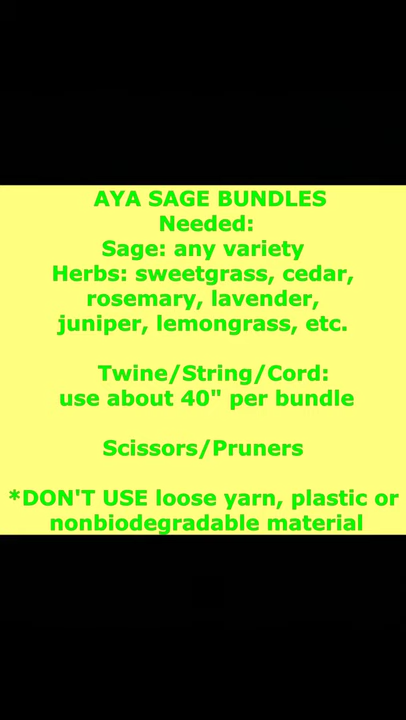 AYA SAGE BUNDLES
Needed:
Sage: any variety
Herbs: sweetgrass, cedar,
rosemary, lavender,
juniper, lemongrass, etc.
Twine/String/Cord:
use about 40" per bundle
Scissors/Pruners
*DON'T USE loose yarn, plastic or
nonbiodegradable material